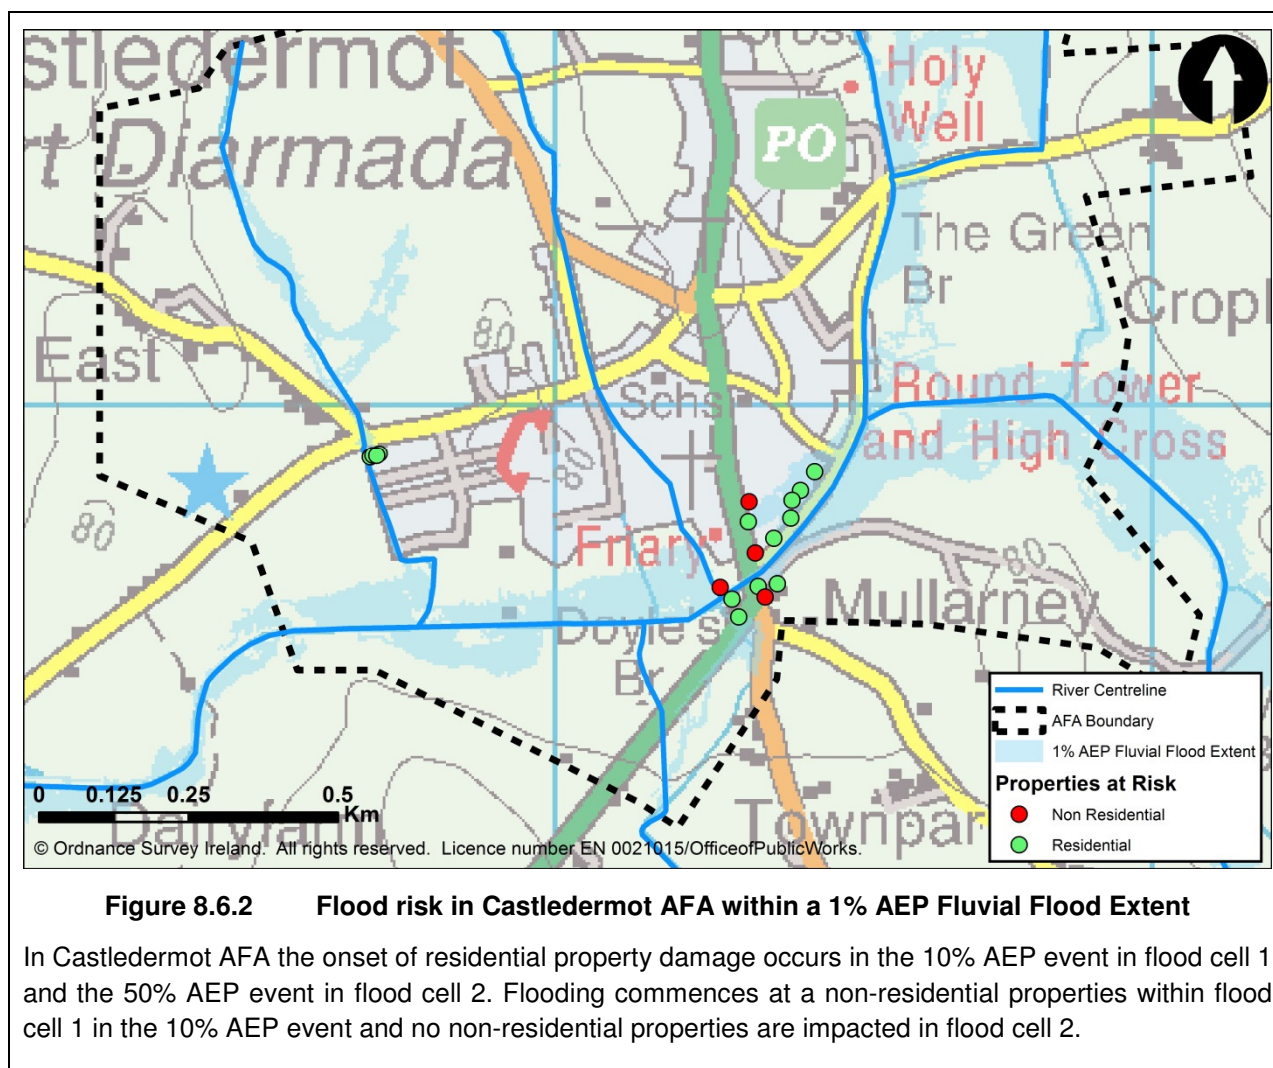 stledermot
rt Diarmada
Cros
Holy
Well
PO
n
The Green
Br
Cropl
East
80
Schs
Round Tower
and High Cross
80
80
Friary
80
Mullarney
Doyle's
Br
River Centreline
AFA Boundary
1% AEP Fluvial Flood Extent
Properties at Risk
Non Residential
Residential
0 0.125 0.25 0.5
Km
Dairyfarm
Townpar
© Ordnance Survey Ireland. All rights reserved. Licence number EN 0021015/OfficeofPublicWorks.
Figure 8.6.2 Flood risk in Castledermot AFA within a 1% AEP Fluvial Flood Extent
In Castledermot AFA the onset of residential property damage occurs in the 10% AEP event in flood cell 1
and the 50% AEP event in flood cell 2. Flooding commences at a non-residential properties within flood
cell 1 in the 10% AEP event and no non-residential properties are impacted in flood cell 2.